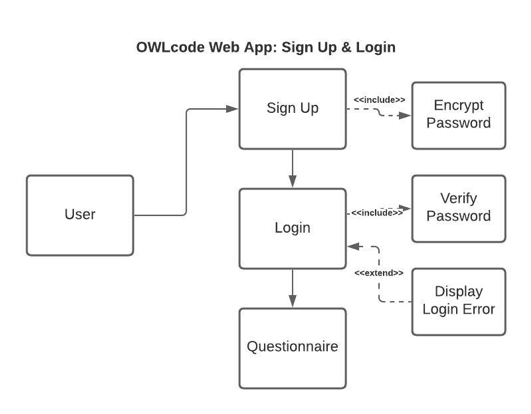 OWLcode Web App: Sign Up & Login
Sign Up
<<include>>
Encrypt
Password
User
Login
<<include>>
Verify
Password
<<extend>>
Display
Login Error
Questionnaire